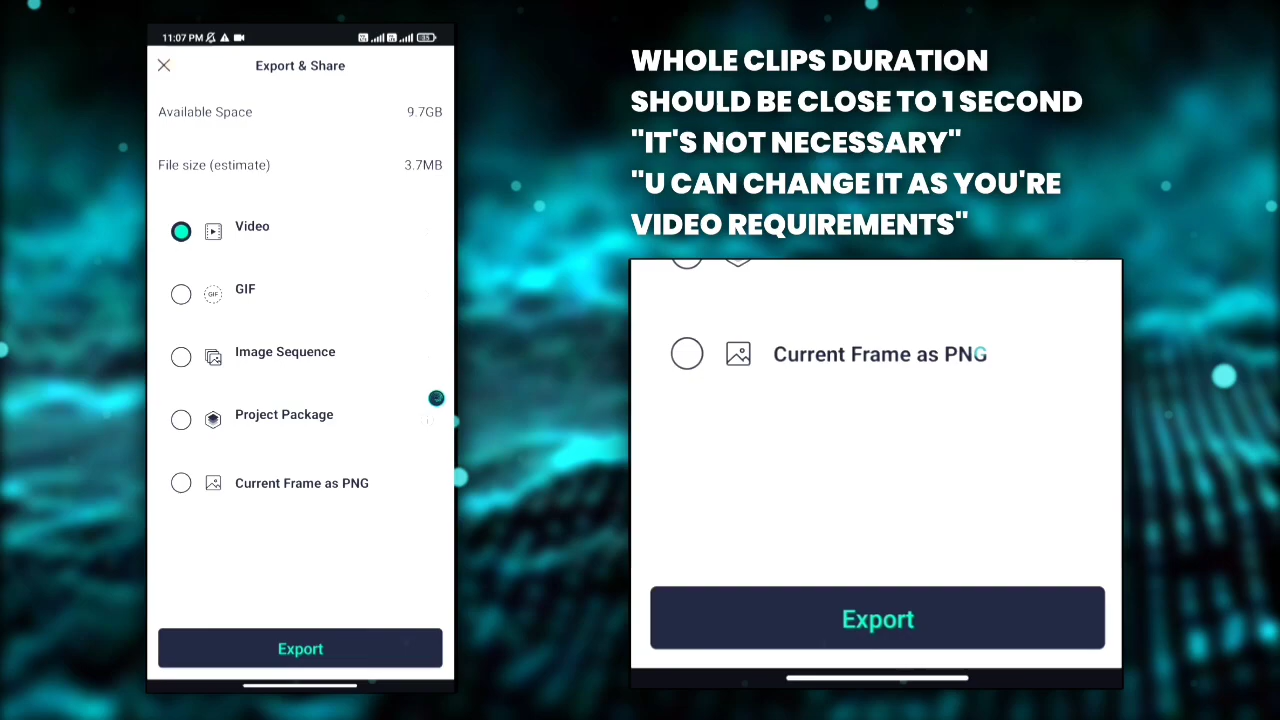 11:07 PM
35
Export & Share
Available Space 9.7GB
File size (estimate) 3.7MB
Video
GIF
GIF
Image Sequence
Project Package
Current Frame as PNG
Export
WHOLE CLIPS DURATION
SHOULD BE CLOSE TO 1 SECOND
"IT'S NOT NECESSARY"
"U CAN CHANGE IT AS YOU'RE
VIDEO REQUIREMENTS"
Current Frame as PNG
Export